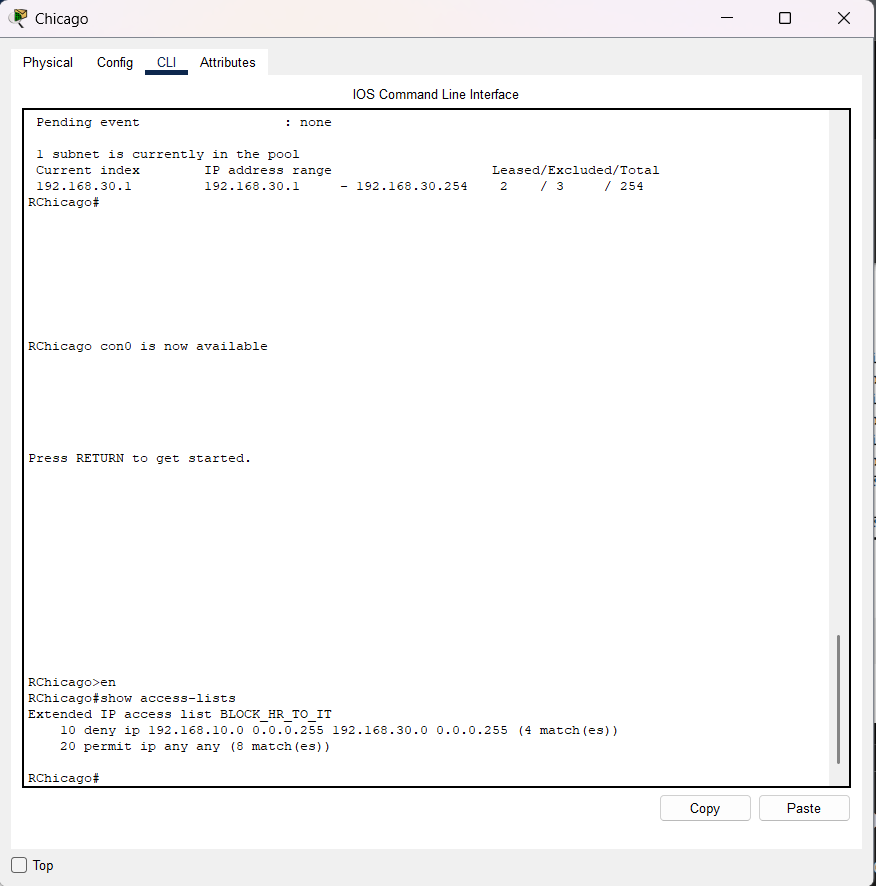 Chicago
Physical Config CLI Attributes
IOS Command Line Interface
Pending event : none
1 subnet is currently in the pool
Current index IP address range Leased/Excluded/Total
192.168.30.1 192.168.30.1 - 192.168.30.254 2 / 3 / 254
RChicago#
RChicago con0 is now available
Press RETURN to get started.
RChicago>en
RChicago#show access-lists
Extended IP access list BLOCK_HR_TO_IT
10 deny ip 192.168.10.0 0.0.0.255 192.168.30.0 0.0.0.255 (4 match(es))
20 permit ip any any (8 match(es))
RChicago#
Copy Paste
Top